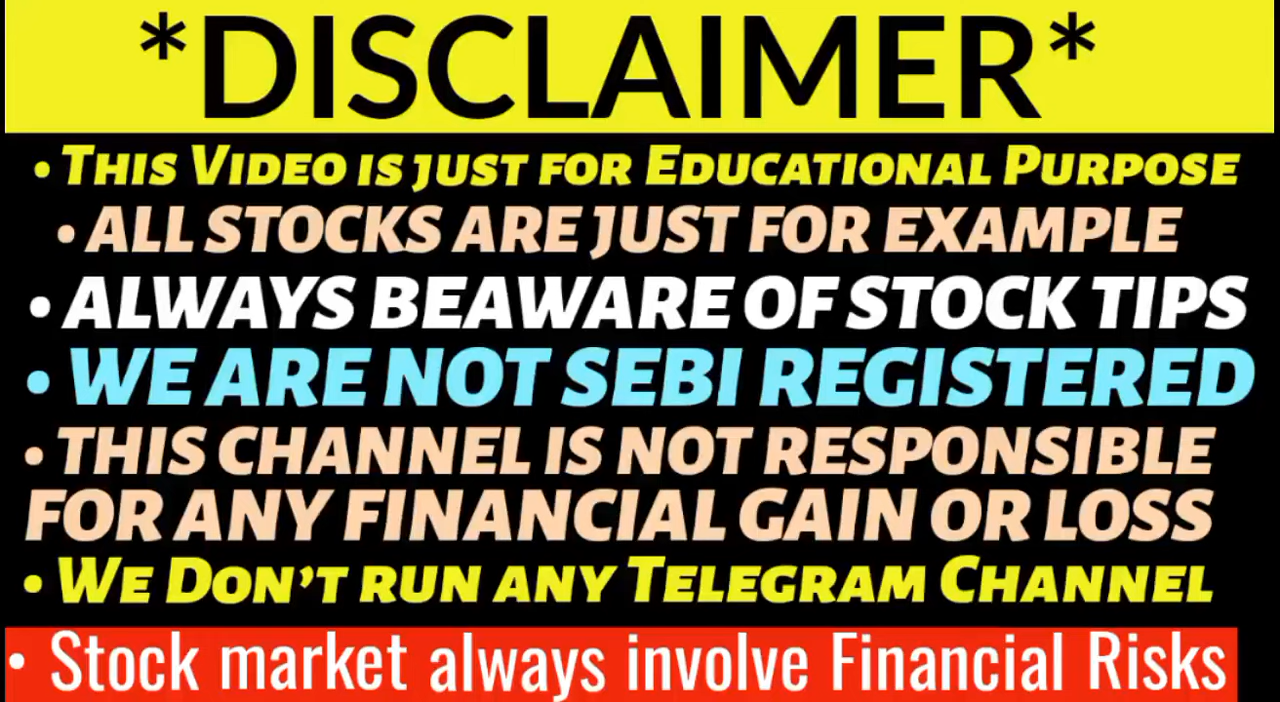 *DISCLAIMER*
• THIS VIDEO IS JUST FOR EDUCATIONAL PURPOSE
• ALL STOCKS ARE JUST FOR EXAMPLE
• ALWAYS BEAWARE OF STOCK TIPS
• WE ARE NOT SEBI REGISTERED
• THIS CHANNEL IS NOT RESPONSIBLE
FOR ANY FINANCIAL GAIN OR LOSS
• WE DON'T RUN ANY TELEGRAM CHANNEL
• Stock market always involve Financial Risks